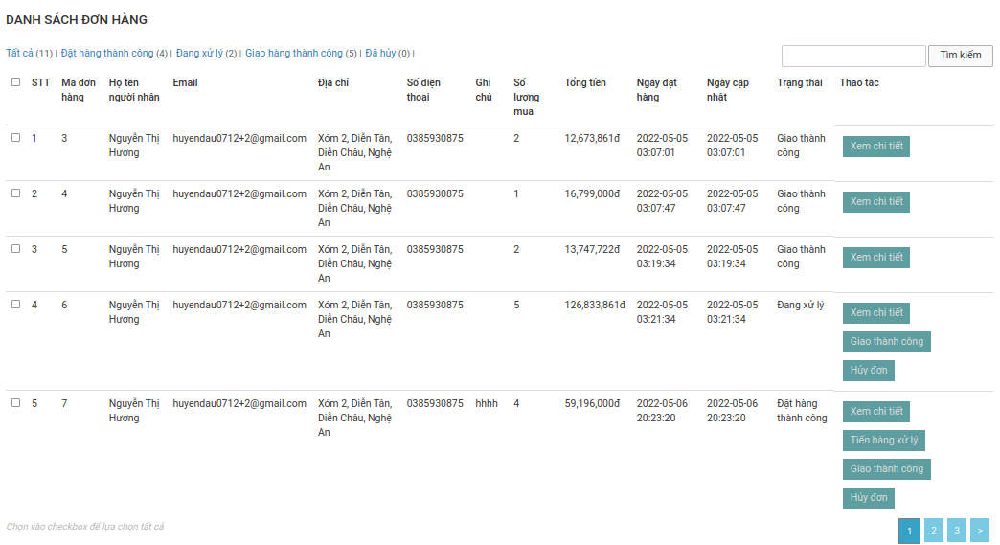 DANH SÁCH ĐƠN HÀNG
Tất cả (11) | Đặt hàng thành công (4) | Đang xử lý (2) | Giao hàng thành công (5) | Đã hủy (0) |
Tìm kiếm
STT Mã đơn hàng Họ tên người nhận Email Địa chỉ Số điện thoại Ghi chú Số lượng mua Tổng tiền Ngày đặt hàng Ngày cập nhật Trạng thái Thao tác
1 3 Nguyễn Thị huyendau0712+2@gmail.com Xóm 2, Diễn Tân, 0385930875 2 12,673,861đ 2022-05-05 2022-05-05 Giao thành Xem chi tiết
Hương Diễn Châu, Nghệ 03:07:01 03:07:01 công
An
2 4 Nguyễn Thị huyendau0712+2@gmail.com Xóm 2, Diễn Tân, 0385930875 1 16,799,000đ 2022-05-05 2022-05-05 Giao thành Xem chi tiết
Hương Diễn Châu, Nghệ 03:07:47 03:07:47 công
An
3 5 Nguyễn Thị huyendau0712+2@gmail.com Xóm 2, Diễn Tân, 0385930875 2 13,747,722đ 2022-05-05 2022-05-05 Giao thành Xem chi tiết
Hương Diễn Châu, Nghệ 03:19:34 03:19:34 công
An
4 6 Nguyễn Thị huyendau0712+2@gmail.com Xóm 2, Diễn Tân, 0385930875 5 126,833,861đ 2022-05-05 2022-05-05 Đang xử lý Xem chi tiết
Hương Diễn Châu, Nghệ 03:21:34 03:21:34
An
Giao thành công
Hủy đơn
5 7 Nguyễn Thị huyendau0712+2@gmail.com Xóm 2, Diễn Tân, 0385930875 hhhh 4 59,196,000đ 2022-05-06 2022-05-06 Đặt hàng Xem chi tiết
Hương Diễn Châu, Nghệ 20:23:20 20:23:20 thành công
An
Tiến hàng xử lý
Giao thành công
Hủy đơn
Chọn vào checkbox để lựa chọn tất cả
1 2 3 >